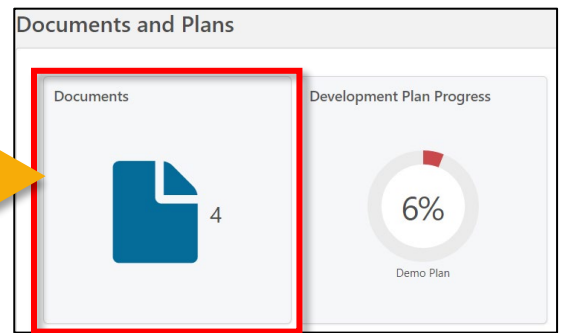 Documents and Plans
Documents
4
Development Plan Progress
6%
Demo Plan